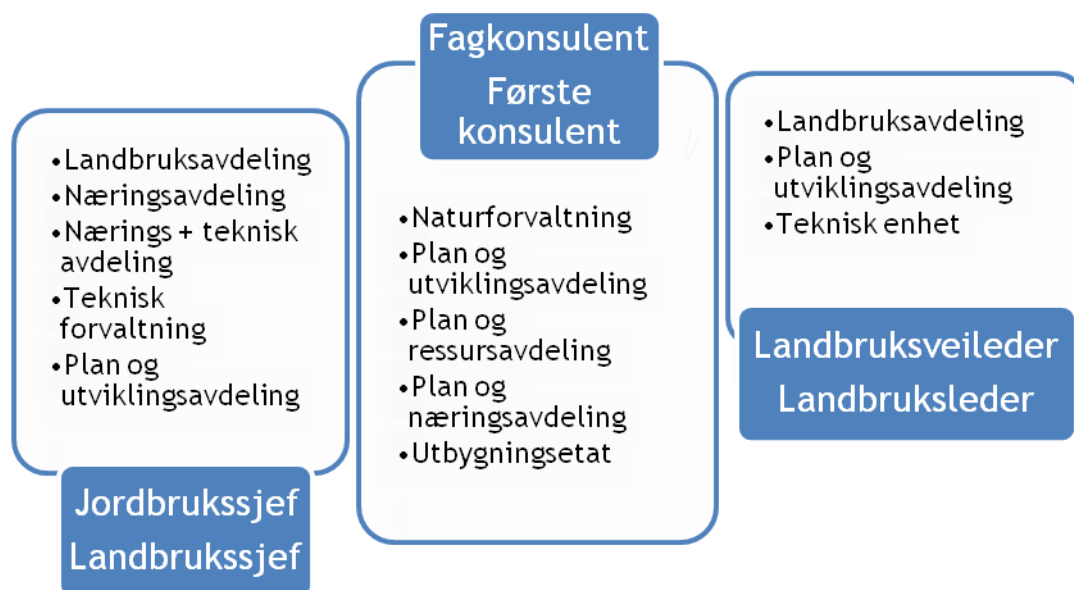 •Landbruksavdeling
•Næringsavdeling
•Nærings + teknisk
avdeling
•Teknisk
forvaltning
•Plan og
utviklingsavdeling
Jordbrukssjef
Landbrukssjef
Fagkonsulent
Første
konsulent
•Naturforvaltning
•Plan og
utviklingsavdeling
•Plan og
ressursavdeling
•Plan og
næringsavdeling
•Utbygningsetat
•Landbruksavdeling
•Plan og
utviklingsavdeling
•Teknisk enhet
Landbruksveileder
Landbruksleder